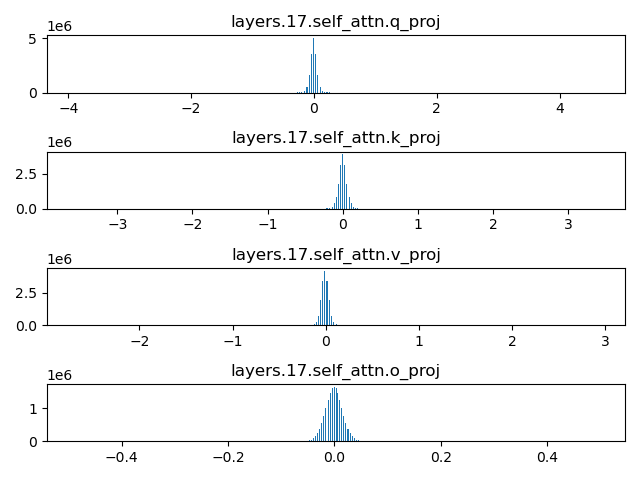 layers.17.self_attn.q_proj
1e6
5
0
−4 −2 0 2 4
layers.17.self_attn.k_proj
1e6
2.5
0.0
−3 −2 −1 0 1 2 3
layers.17.self_attn.v_proj
1e6
2.5
0.0
−2 −1 0 1 2 3
layers.17.self_attn.o_proj
1e6
1
0
−0.4 −0.2 0.0 0.2 0.4